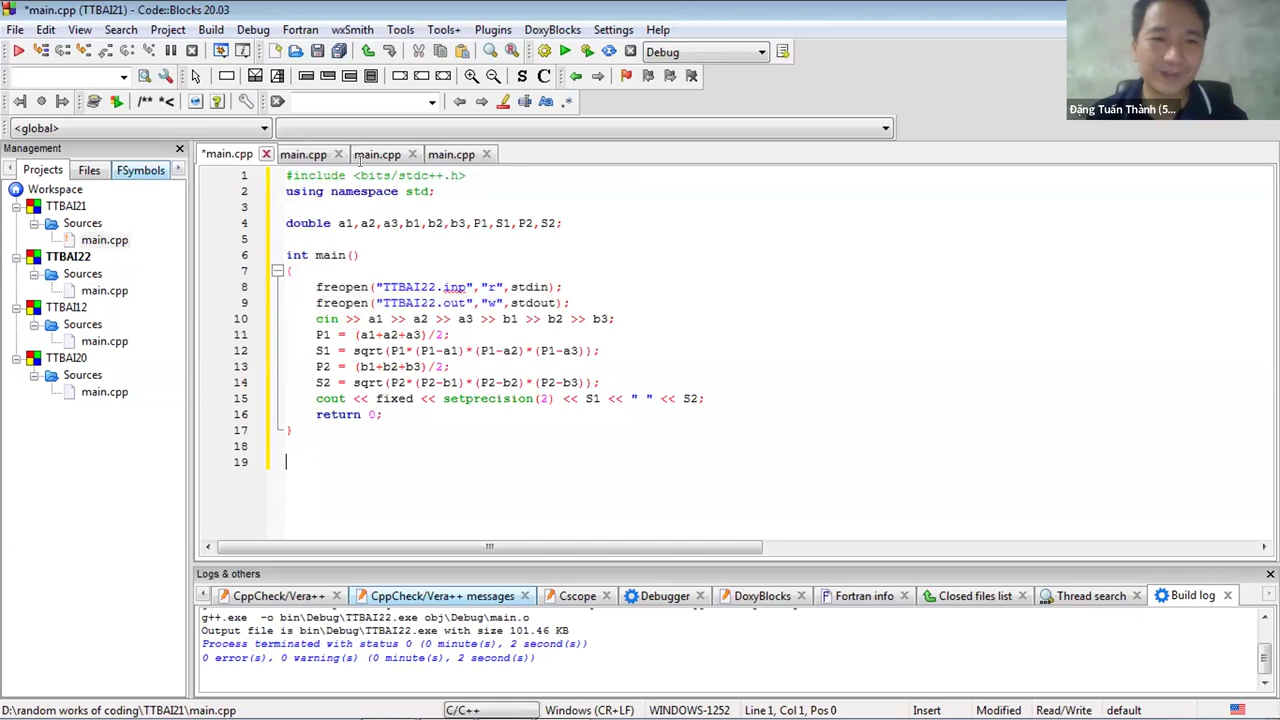 *main.cpp (TTBAI21) - Code::Blocks 20.03
File Edit View Search Project Build Debug Fortran wxSmith Tools Tools+ Plugins DoxyBlocks Settings Help
Debug
S C
/** *<
Aa .*
<global>
Đặng Tuấn Thành (5...
Management
*main.cpp main.cpp main.cpp main.cpp
Projects Files FSymbols
Workspace
TTBAI21
Sources
main.cpp
TTBAI22
Sources
main.cpp
TTBAI12
Sources
main.cpp
TTBAI20
Sources
main.cpp
1 #include <bits/stdc++.h>
2 using namespace std;
3
4 double a1,a2,a3,b1,b2,b3,P1,S1,P2,S2;
5
6 int main()
7 {
8 freopen("TTBAI22.inp","r",stdin);
9 freopen("TTBAI22.out","w",stdout);
10 cin >> a1 >> a2 >> a3 >> b1 >> b2 >> b3;
11 P1 = (a1+a2+a3)/2;
12 S1 = sqrt(P1*(P1-a1)*(P1-a2)*(P1-a3));
13 P2 = (b1+b2+b3)/2;
14 S2 = sqrt(P2*(P2-b1)*(P2-b2)*(P2-b3));
15 cout << fixed << setprecision(2) << S1 << " " << S2;
16 return 0;
17 }
18
19
Logs & others
CppCheck/Vera++ CppCheck/Vera++ messages Cscope Debugger DoxyBlocks Fortran info Closed files list Search results Build log
g++.exe -o bin\Debug\TTBAI22.exe obj\Debug\main.o
Output file is bin\Debug\TTBAI22.exe with size 101.46 KB
Process terminated with status 0 (0 minute(s), 2 second(s))
0 error(s), 0 warning(s) (0 minute(s), 2 second(s))
D:\random works of coding\TTBAI21\main.cpp C/C++ Windows (CR+LF) WINDOWS-1252 Line 1, Col 1, Pos 0 Insert Modified Read/Write default